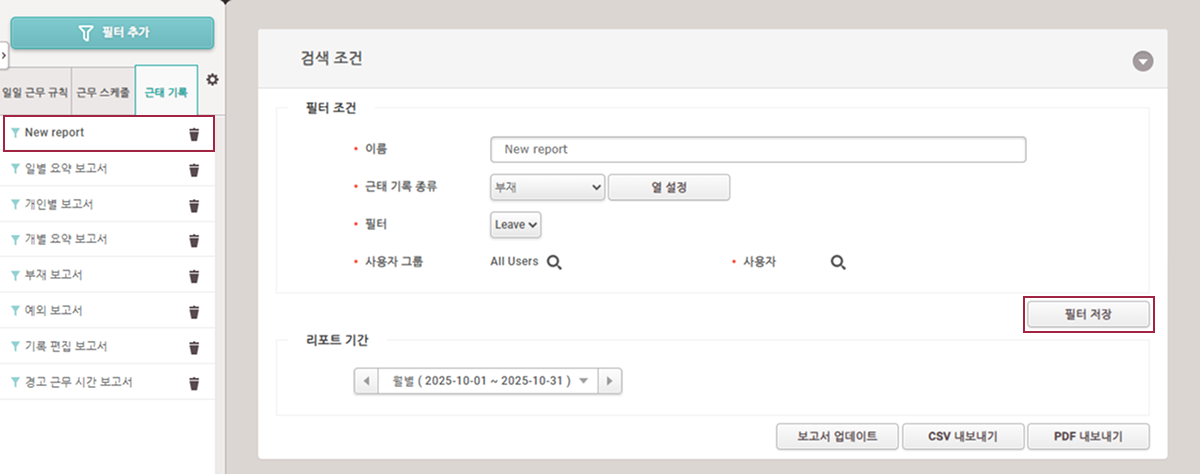 필터 추가
일일 근무 규칙 근무 스케줄 근태 기록
New report
일별 요약 보고서
개인별 보고서
개별 요약 보고서
부재 보고서
예외 보고서
기록 편집 보고서
경고 근무 시간 보고서
검색 조건
필터 조건
이름 New report
근태 기록 종류 부재 열 설정
필터 Leave
사용자 그룹 All Users 사용자
필터 저장
리포트 기간
월별 ( 2025-10-01 ~ 2025-10-31 )
보고서 업데이트 CSV 내보내기 PDF 내보내기